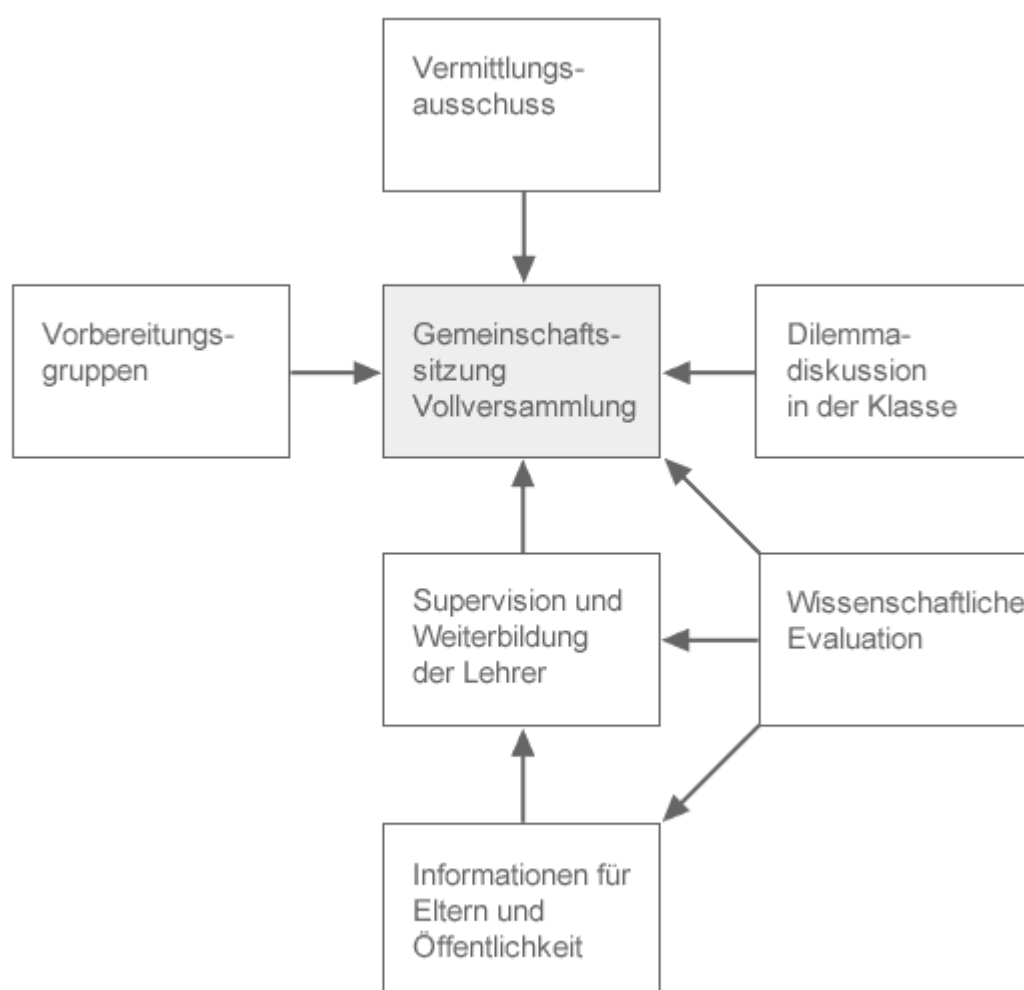 Vermittlungs-
ausschuss
Vorbereitungs-
gruppen
Gemeinschafts-
sitzung
Vollversammlung
Dilemma-
diskussion
in der Klasse
Supervision und
Weiterbildung
der Lehrer
Wissenschaftliche
Evaluation
Informationen für
Eltern und
Öffentlichkeit